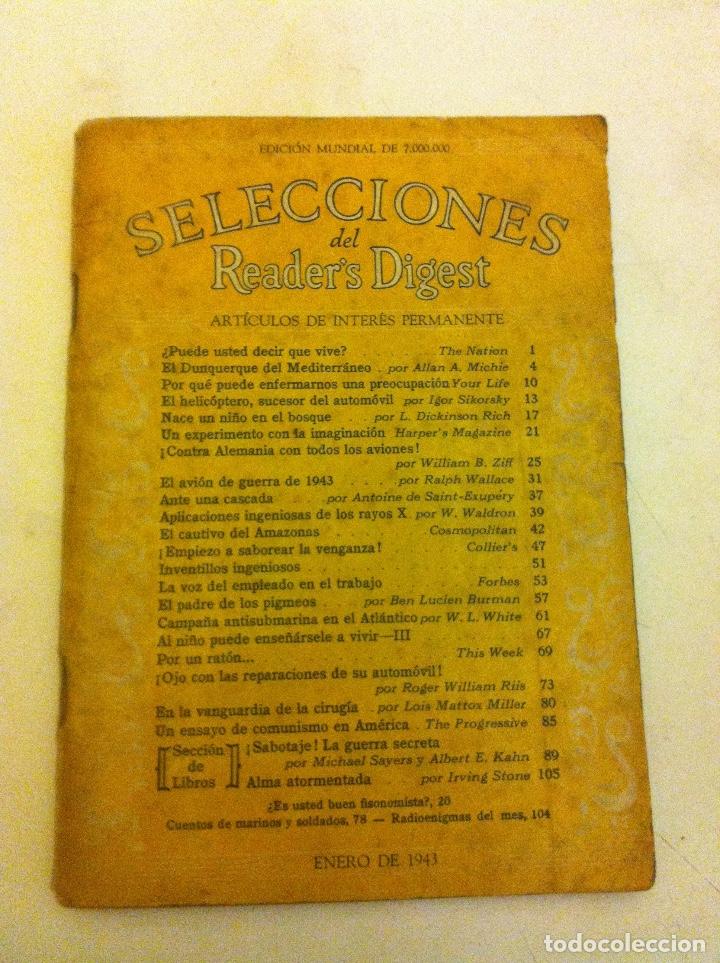 EDICIÓN MUNDIAL DE 7.000.000
SELECCIONES
del
Reader's Digest
ARTÍCULOS DE INTERÉS PERMANENTE
¿Puede usted decir que vive? . . . . . The Nation 1
El Dunquerque del Mediterráneo . por Allan A. Michie 4
Por qué puede enfermarnos una preocupación Your Life 10
El helicóptero, sucesor del automóvil . por Igor Sikorsky 13
Nace un niño en el bosque . . por L. Dickinson Rich 17
Un experimento con la imaginación Harper's Magazine 21
¡Contra Alemania con todos los aviones!
por William B. Ziff 25
El avión de guerra de 1943 . . . por Ralph Wallace 31
Ante una cascada . . . por Antoine de Saint-Exupéry 37
Aplicaciones ingeniosas de los rayos X . por W. Waldron 39
El cautivo del Amazonas . . . . . Cosmopolitan 42
¡Empiezo a saborear la venganza! . . . Collier's 47
Inventillos ingeniosos . . . . . . . . 51
La voz del empleado en el trabajo . . . . Forbes 53
El padre de los pigmeos . . . por Ben Lucien Burman 57
Campaña antisubmarina en el Atlántico por W. L. White 61
Al niño puede enseñársele a vivir—III . . . . 67
Por un ratón... . . . . . . . This Week 69
¡Ojo con las reparaciones de su automóvil!
por Roger William Riis 73
En la vanguardia de la cirugía . por Lois Mattox Miller 80
Un ensayo de comunismo en América . The Progressive 85
Sección de Libros
¡Sabotaje! La guerra secreta
por Michael Sayers y Albert E. Kahn 89
Alma atormentada . . . . por Irving Stone 105
¿Es usted buen fisonomista?, 20
Cuentos de marinos y soldados, 78 — Radioenigmas del mes, 104
ENERO DE 1943
todocoleccion